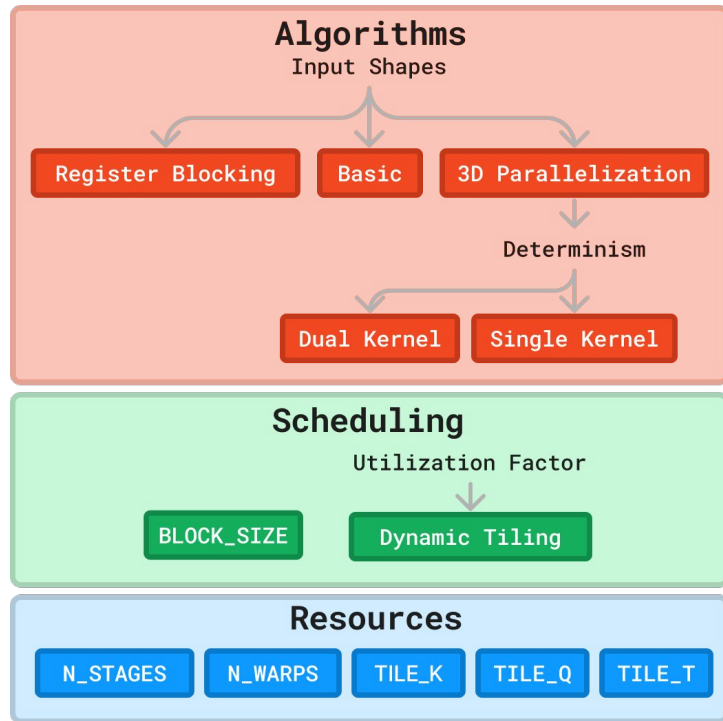 Algorithms
Input Shapes
Register Blocking
Basic
3D Parallelization
Determinism
Dual Kernel
Single Kernel
Scheduling
Utilization Factor
BLOCK_SIZE
Dynamic Tiling
Resources
N_STAGES
N_WARPS
TILE_K
TILE_Q
TILE_T